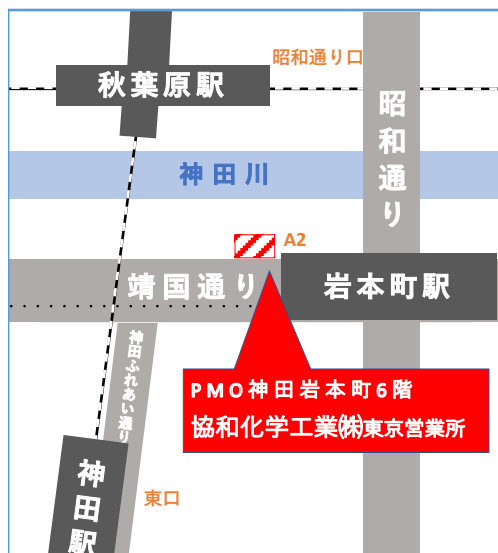 昭和通り口
秋葉原駅
昭和通り
神田川
A2
靖国通り
岩本町駅
神田ふれあい通り
PMO神田岩本町6階
協和化学工業㈱東京営業所
東口
神田駅